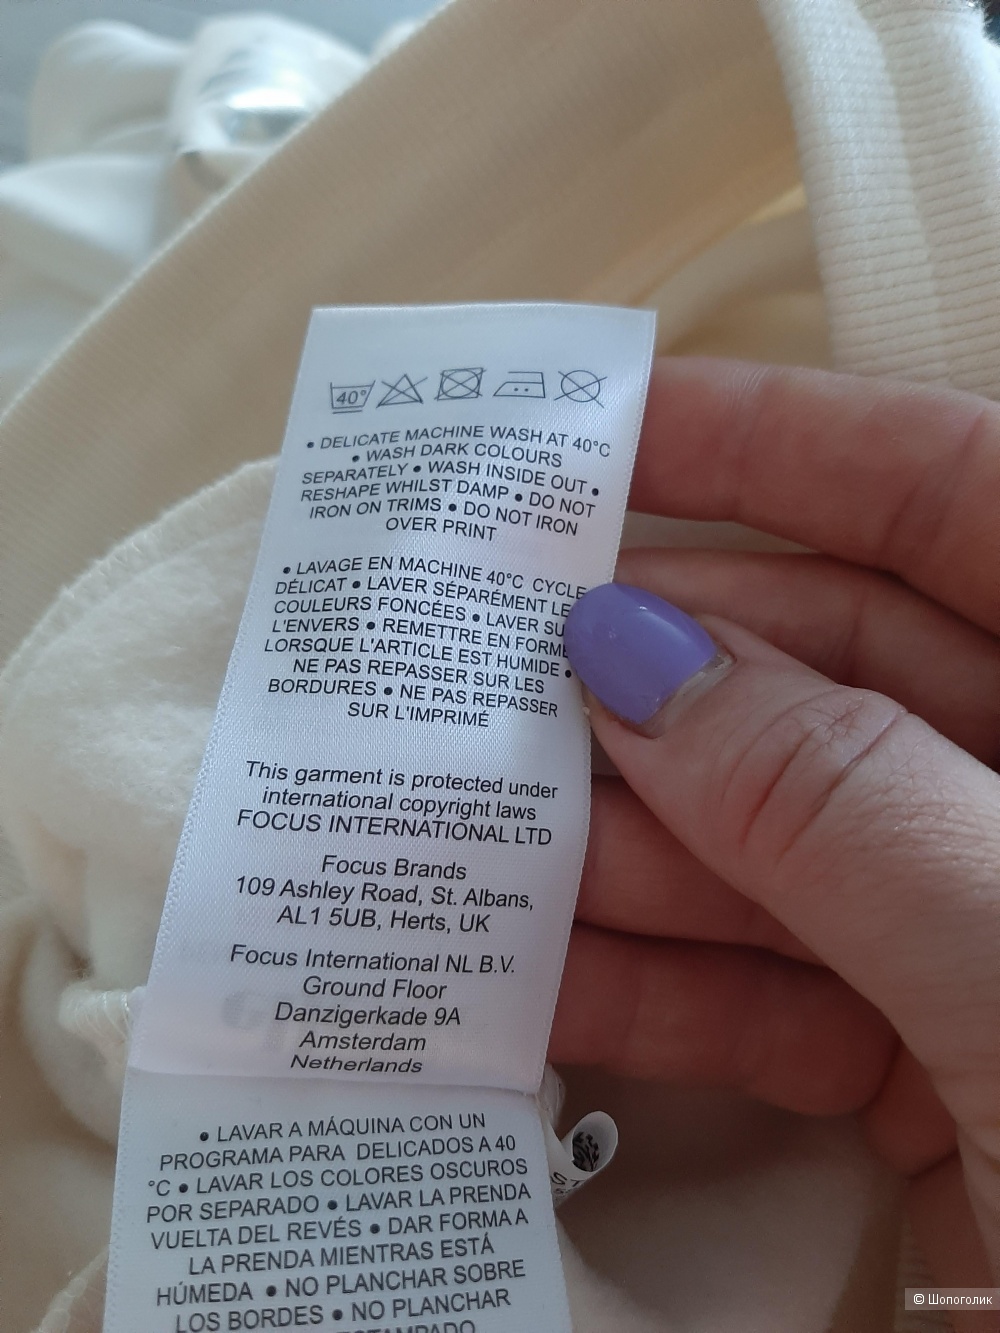 40°
• DELICATE MACHINE WASH AT 40°C
• WASH DARK COLOURS
SEPARATELY • WASH INSIDE OUT •
RESHAPE WHILST DAMP • DO NOT
IRON ON TRIMS • DO NOT IRON
OVER PRINT
• LAVAGE EN MACHINE 40°C CYCLE
DÉLICAT • LAVER SÉPARÉMENT LE
COULEURS FONCÉES • LAVER SU
L'ENVERS • REMETTRE EN FORME
LORSQUE L'ARTICLE EST HUMIDE •
NE PAS REPASSER SUR LES
BORDURES • NE PAS REPASSER
SUR L'IMPRIMÉ
This garment is protected under
international copyright laws
FOCUS INTERNATIONAL LTD
Focus Brands
109 Ashley Road, St. Albans,
AL1 5UB, Herts, UK
Focus International NL B.V.
Ground Floor
Danzigerkade 9A
Amsterdam
Netherlands
• LAVAR A MÁQUINA CON UN
PROGRAMA PARA DELICADOS A 40
°C • LAVAR LOS COLORES OSCUROS
POR SEPARADO • LAVAR LA PRENDA
VUELTA DEL REVÉS • DAR FORMA A
LA PRENDA MIENTRAS ESTÁ
HÚMEDA • NO PLANCHAR SOBRE
LOS BORDES • NO PLANCHAR
ESTAMPADO
© Шопоголик